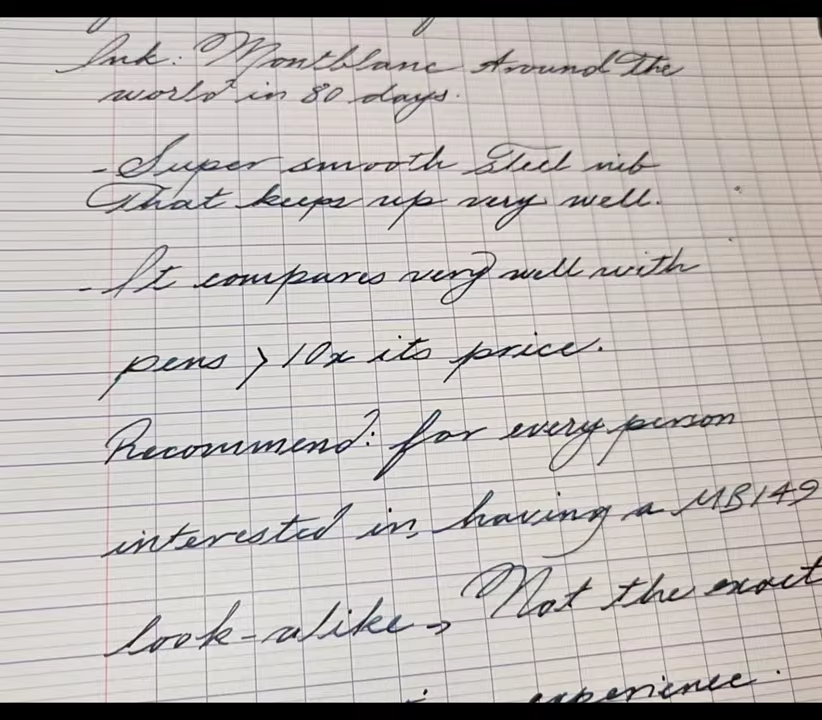 Ink: Montblanc Around The
world in 80 days.
- Super smooth Steel nib
That keeps up very well.
- It compares very well with
pens > 10x its price.
Recommend: for every person
interested in having a MB149
look-alike → Not the exact
experience.